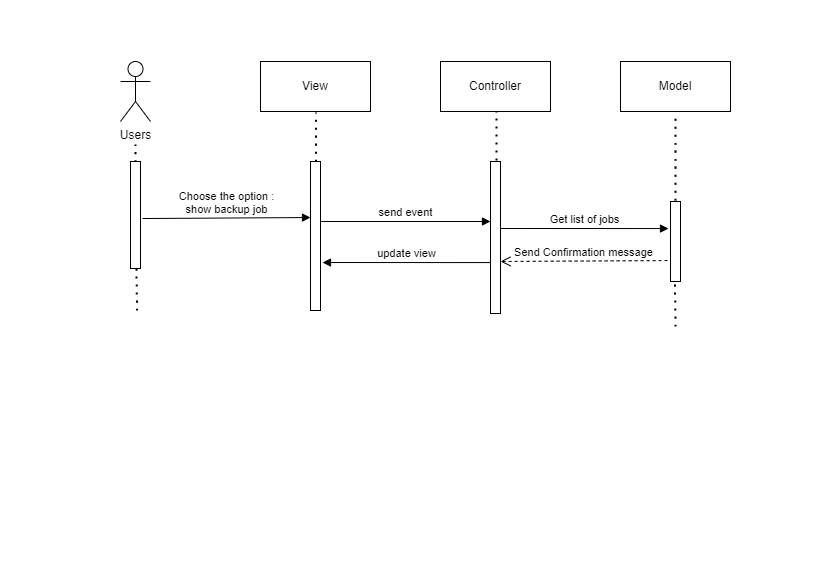 View
Controller
Model
Users
Choose the option :
show backup job
send event
Get list of jobs
update view
Send Confirmation message